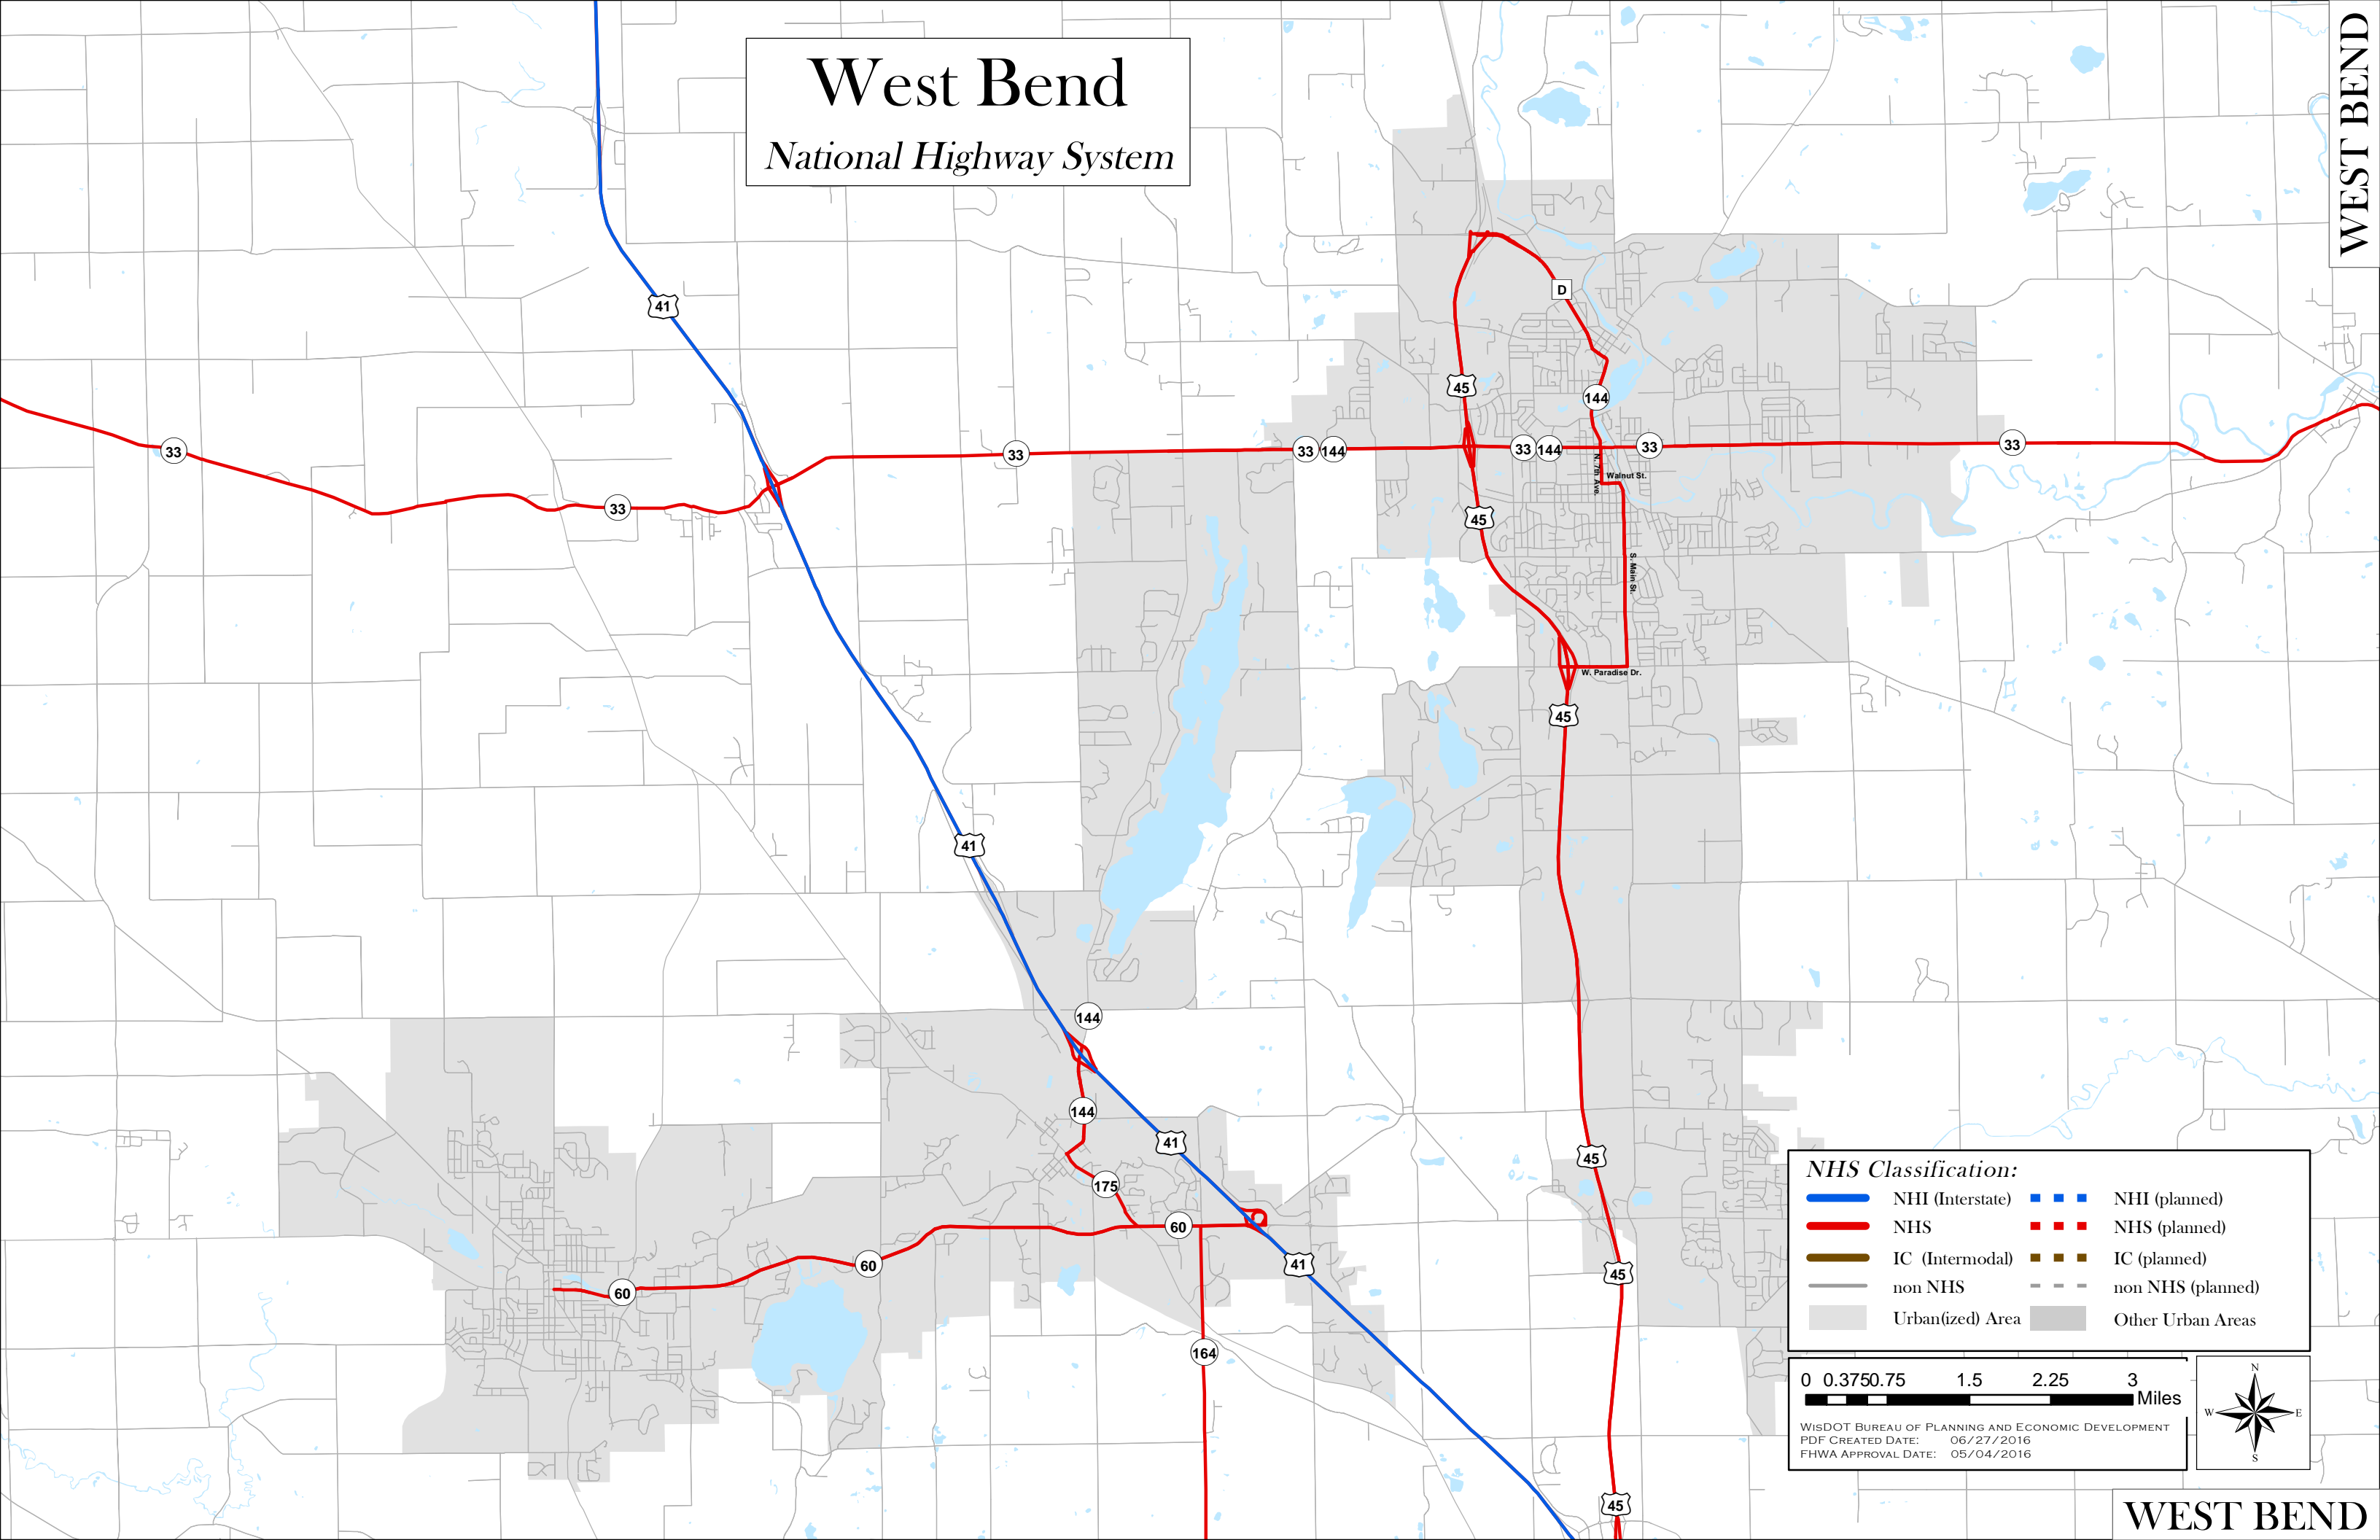 West Bend
National Highway System
WEST BEND
41
D
45
144
33
33
33 144
33 144
33
33
33
N. 7th Ave.
Walnut St.
45
S. Main St.
W. Paradise Dr.
45
41
144
144
41
45
175
60
41
45
60
60
164
45
NHS Classification:
NHI (Interstate) NHI (planned)
NHS NHS (planned)
IC (Intermodal) IC (planned)
non NHS non NHS (planned)
Urban(ized) Area Other Urban Areas
0 0.375 0.75 1.5 2.25 3
Miles
WisDOT Bureau of Planning and Economic Development
PDF Created Date: 06/27/2016
FHWA Approval Date: 05/04/2016
N
W E
S
WEST BEND